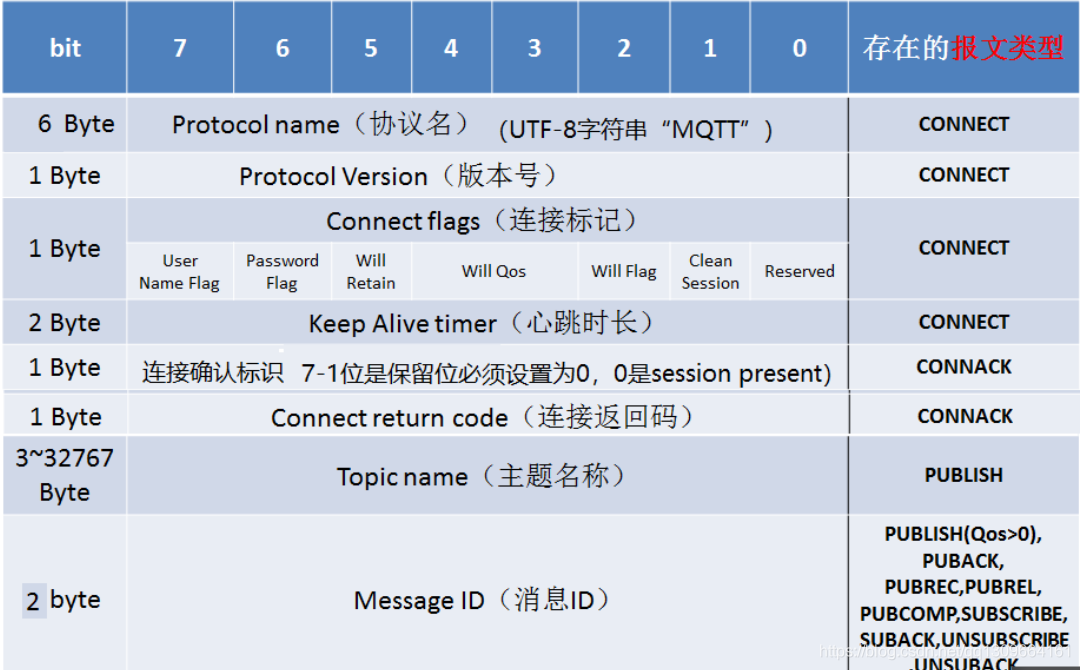 bit 7 6 5 4 3 2 1 0 存在的报文类型
6 Byte Protocol name（协议名） (UTF-8字符串“MQTT”) CONNECT
1 Byte Protocol Version（版本号） CONNECT
1 Byte Connect flags（连接标记） CONNECT
User Name Flag Password Flag Will Retain Will Qos Will Flag Clean Session Reserved
2 Byte Keep Alive timer（心跳时长） CONNECT
1 Byte 连接确认标识 7-1位是保留位必须设置为0，0是session present) CONNACK
1 Byte Connect return code（连接返回码） CONNACK
3~32767 Byte Topic name（主题名称） PUBLISH
2 byte Message ID（消息ID）
PUBLISH(Qos>0),
PUBACK,
PUBREC,PUBREL,
PUBCOMP,SUBSCRIBE,
SUBACK,UNSUBSCRIBE
,UNSUBACK